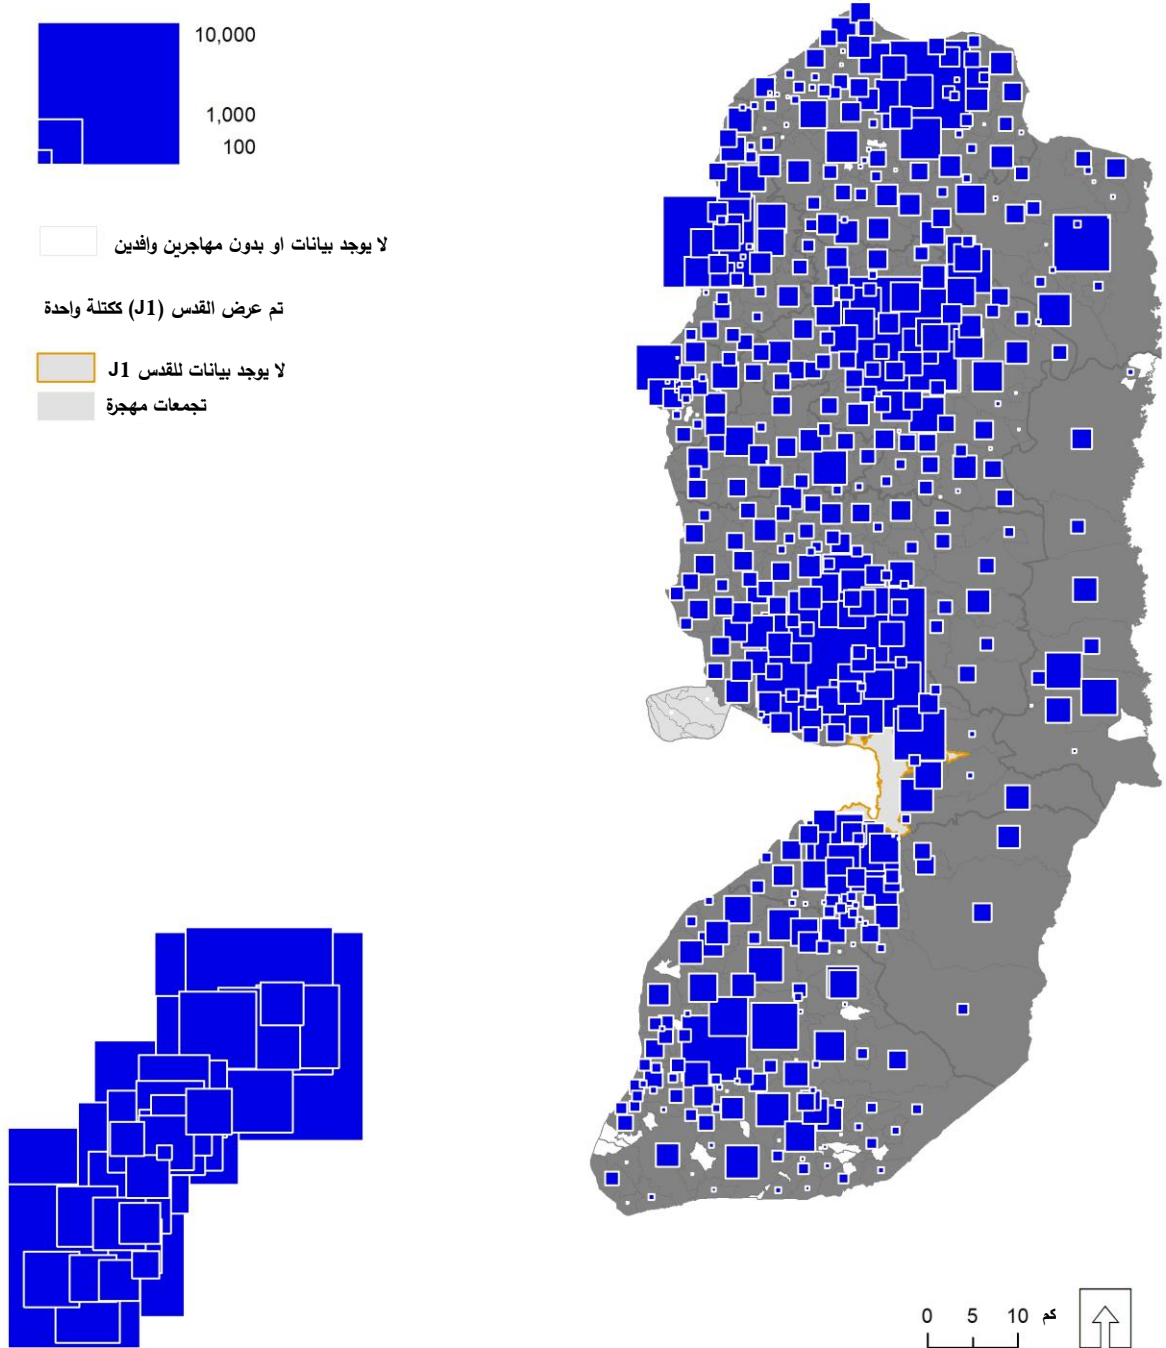 10,000
1,000
100
لا يوجد بيانات او بدون مهاجرين وافدين
تم عرض القدس (J1) ككتلة واحدة
لا يوجد بيانات للقدس J1
تجمعات مهجرة
0 5 10 كم